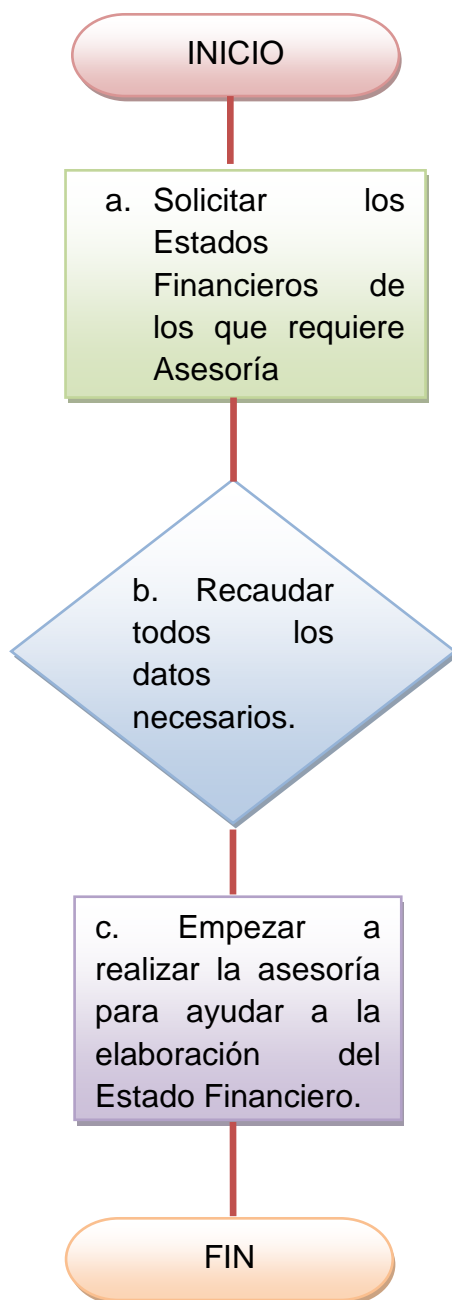 INICIO
a. Solicitar los
Estados
Financieros de
los que requiere
Asesoría
b. Recaudar
todos los
datos
necesarios.
c. Empezar a
realizar la asesoría
para ayudar a la
elaboración del
Estado Financiero.
FIN